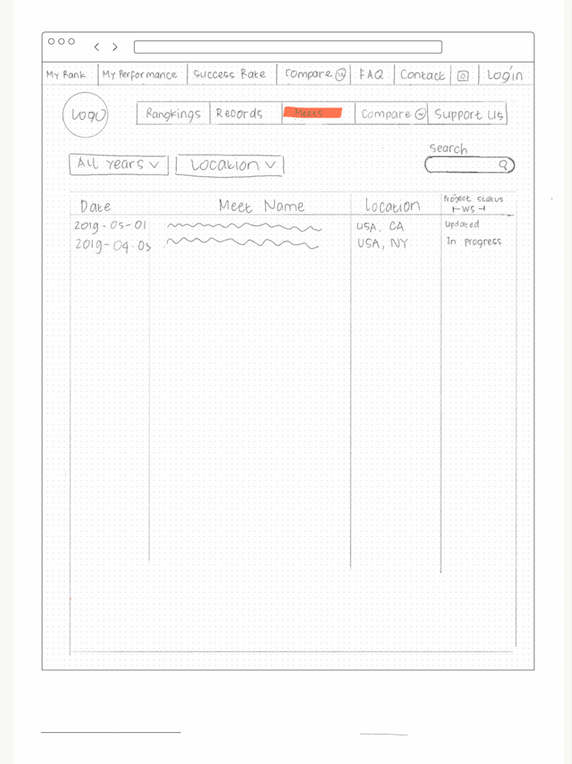 My Rank My Performance Success Rate Compare FAQ Contact Login
Logo
Rangkings Records Meets Compare Support Us
Search
All Years Location
Date Meet Name Location Project status
WS
2019-05-01 USA, CA Updated
2019-04-05 USA, NY In progress